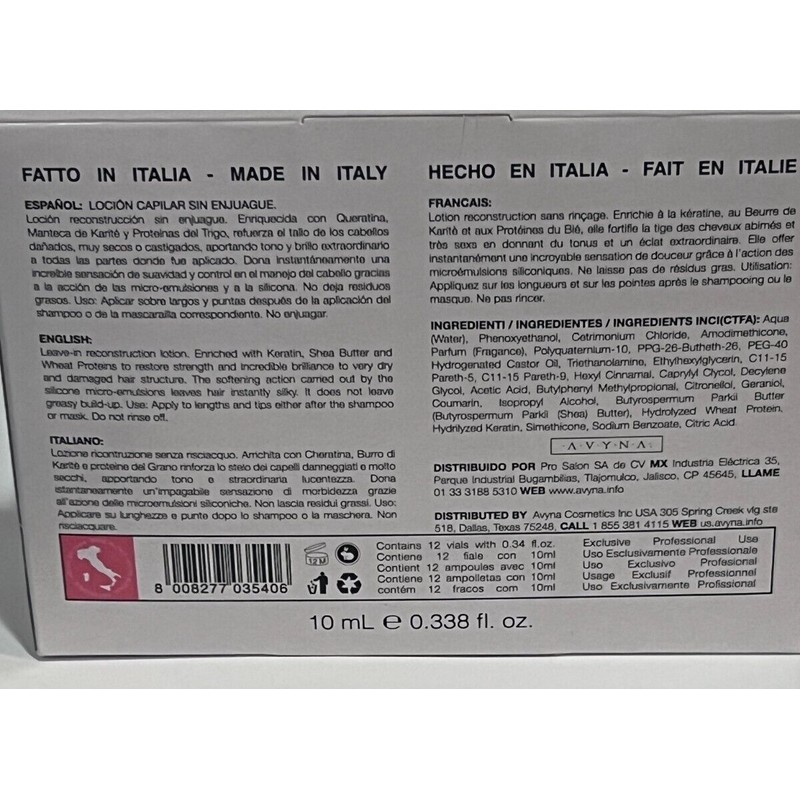 FATTO IN ITALIA - MADE IN ITALY
ESPAÑOL: LOCIÓN CAPILAR SIN ENJUAGUE.
Loción reconstrucción sin enjuague. Enriquecida con Queratina,
Manteca de Karité y Proteínas del Trigo, refuerza el tallo de los cabellos
dañados, muy secos o castigados, aportando tono y brillo extraordinario
a todas las partes donde fue aplicado. Dona instantáneamente una
increíble sensación de suavidad y control en el manejo del cabello gracias
a la acción de las micro-emulsiones y a la silicona. No deja residuos
grasos. Uso: Aplicar sobre largos y puntas después de la aplicación del
shampoo o de la mascarilla correspondiente. No enjuagar.
ENGLISH:
Leave-in reconstruction lotion. Enriched with Keratin, Shea Butter and
Wheat Proteins to restore strength and incredible brilliance to very dry
and damaged hair structure. The softening action carried out by the
silicone micro-emulsions leaves hair instantly silky. It does not leave
greasy build-up. Use: Apply to lengths and tips either after the shampoo
or mask. Do not rinse off.
ITALIANO:
Lozione ricontruzione senza risciacquo. Arrichita con Cheratina, Burro di
Karité e proteine del Grano rinforza lo stelo dei capelli danneggiati e molto
secchi, apportando tono e straordinaria lucentezza. Dona
istantaneamente un'impagabile sensazione di morbidezza grazie
all'azione delle microemulsioni siliconiche. Non lascia residui grassi. Uso:
Applicare su lunghezze e punte dopo lo shampoo o la maschera. Non
risciacquare.
HECHO EN ITALIA - FAIT EN ITALIE
FRANCAIS:
Lotion reconstruction sans rinçage. Enrichie à la kératine, au Beurre de
Karité et aux Protéines du Blé, elle fortifie la tige des cheveux abimés et
très sexs en donnant du tonus et un éclat extraordinaire. Elle offer
instantanément une incroyable sensation de douceur grâce à l'action des
microémulsions siliconiques. Ne laisse pas de résidus gras. Utilisation:
Appliquez sur les longueurs et sur les pointes après le shampooing ou le
masque. Ne pas rincer.
INGREDIENTI / INGREDIENTES / INGREDIENTS INCI(CTFA): Aqua
(Water), Phenoxyethanol, Cetrimonium Chloride, Amodimethicone,
Parfum (Fragance), Polyquaternium-10, PPG-26-Butheth-26, PEG-40
Hydrogenated Castor Oil, Triethanolamine, Ethylhexylglycerin, C11-15
Pareth-5, C11-15 Pareth-9, Hexyl Cinnamal, Caprylyl Glycol, Decylene
Glycol, Acetic Acid, Butylphenyl Methylpropional, Citronellol, Geraniol,
Coumarin, Isopropyl Alcohol, Butyrospermum Parkii Butter
(Butyrospermum Parkii (Shea) Butter), Hydrolyzed Wheat Protein,
Hydrilyzed Keratin, Simethicone, Sodium Benzoate, Citric Acid.
·A·V·Y·N·A·
DISTRIBUIDO POR Pro Salon SA de CV MX Industria Eléctrica 35,
Parque Industrial Bugambilias, Tlajomulco, Jalisco, CP 45645, LLAME
01 33 3188 5310 WEB www.avyna.info
DISTRIBUTED BY Avyna Cosmetics Inc USA 305 Spring Creek vlg ste
518, Dallas, Texas 75248, CALL 1 855 381 4115 WEB us.avyna.info
8 008277 035406
12 M
Contains 12 vials with 0.34 fl.oz.
Contiene 12 fiale con 10ml
Contient 12 ampoules avec 10ml
Contiene 12 ampolletas con 10ml
contém 12 fracos com 10ml
Exclusive Professional Use
Uso Esclusivamente Professionale
Uso Exclusivo Profesional
Usage Exclusif Professionnel
Uso Exclusivamente Profissional
10 mL ℮ 0.338 fl. oz.